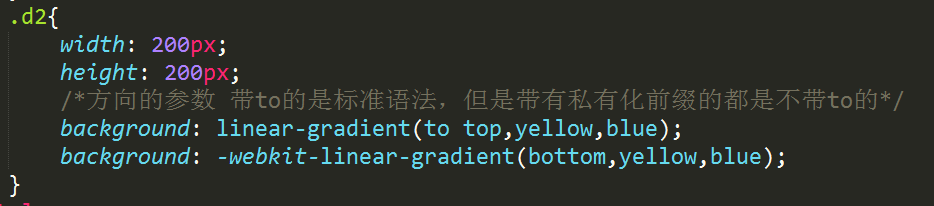 .d2{
width: 200px;
height: 200px;
/*方向的参数 带to的是标准语法，但是带有私有化前缀的都是不带to的*/
background: linear-gradient(to top,yellow,blue);
background: -webkit-linear-gradient(bottom,yellow,blue);
}